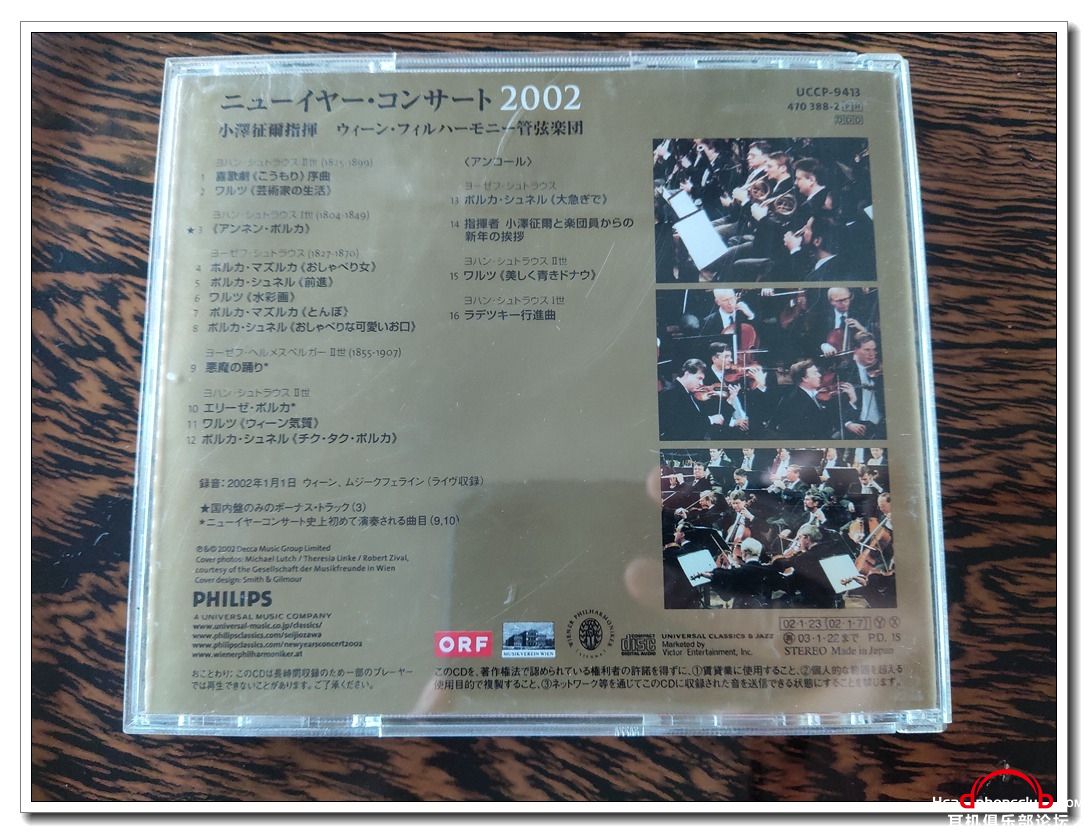 ニューイヤー・コンサート 2002
小澤征爾指揮 ウィーン・フィルハーモニー管弦楽団
UCCP-9413
470 388-2 PH
DDD
ヨハン・シュトラウス II世 (1825-1899)
1 喜歌劇《こうもり》序曲
2 ワルツ《芸術家の生活》
ヨハン・シュトラウス I世 (1804-1849)
★3 《アンネン・ポルカ》
ヨーゼフ・シュトラウス (1827-1870)
4 ポルカ・マズルカ《おしゃべり女》
5 ポルカ・シュネル《前進》
6 ワルツ《水彩画》
7 ポルカ・マズルカ《とんぼ》
8 ポルカ・シュネル《おしゃべりな可愛いお口》
ヨーゼフ・ヘルメスベルガー II世 (1855-1907)
9 悪魔の踊り*
ヨハン・シュトラウス II世
10 エリーゼ・ポルカ*
11 ワルツ《ウィーン気質》
12 ポルカ・シュネル《チク・タク・ポルカ》
〈アンコール〉
ヨーゼフ・シュトラウス
13 ポルカ・シュネル《大急ぎで》
14 指揮者 小澤征爾と楽団員からの
新年の挨拶
ヨハン・シュトラウス II世
15 ワルツ《美しく青きドナウ》
ヨハン・シュトラウス I世
16 ラデツキー行進曲
録音:2002年1月1日 ウィーン、ムジークフェライン(ライヴ収録)
★国内盤のみのボーナス・トラック(3)
*ニューイヤーコンサート史上初めて演奏される曲目(9,10)
℗&© 2002 Decca Music Group Limited
Cover photos: Michael Lutch / Theresia Linke / Robert Zival,
courtesy of the Gesellschaft der Musikfreunde in Wien
Cover design: Smith & Gilmour
PHILIPS
A UNIVERSAL MUSIC COMPANY
www.universal-music.co.jp/classics/
www.philipsclassics.com/seijiozawa
www.philipsclassics.com/newyearsconcert2002
www.wienerphilharmoniker.at
おことわり:このCDは長時間収録のため一部のプレーヤー
では再生できないことがあります。ご了承ください。
ORF
MUSIKVEREIN WIEN
WIENER PHILHARMONIKER
COMPACT disc DIGITAL AUDIO
UNIVERSAL CLASSICS & JAZZ
Marketed by
Victor Entertainment, Inc.
02・1・23 (02・1・7) Ⓨ Ⓧ
03・1・22まで P.D. 15
STEREO Made in Japan
このCDを、著作権法で認められている権利者の許諾を得ずに、①賃貸業に使用すること、②個人的な範囲を超える
使用目的で複製すること、③ネットワーク等を通じてこのCDに収録された音を送信できる状態にすることを禁じます。
耳机俱乐部论坛